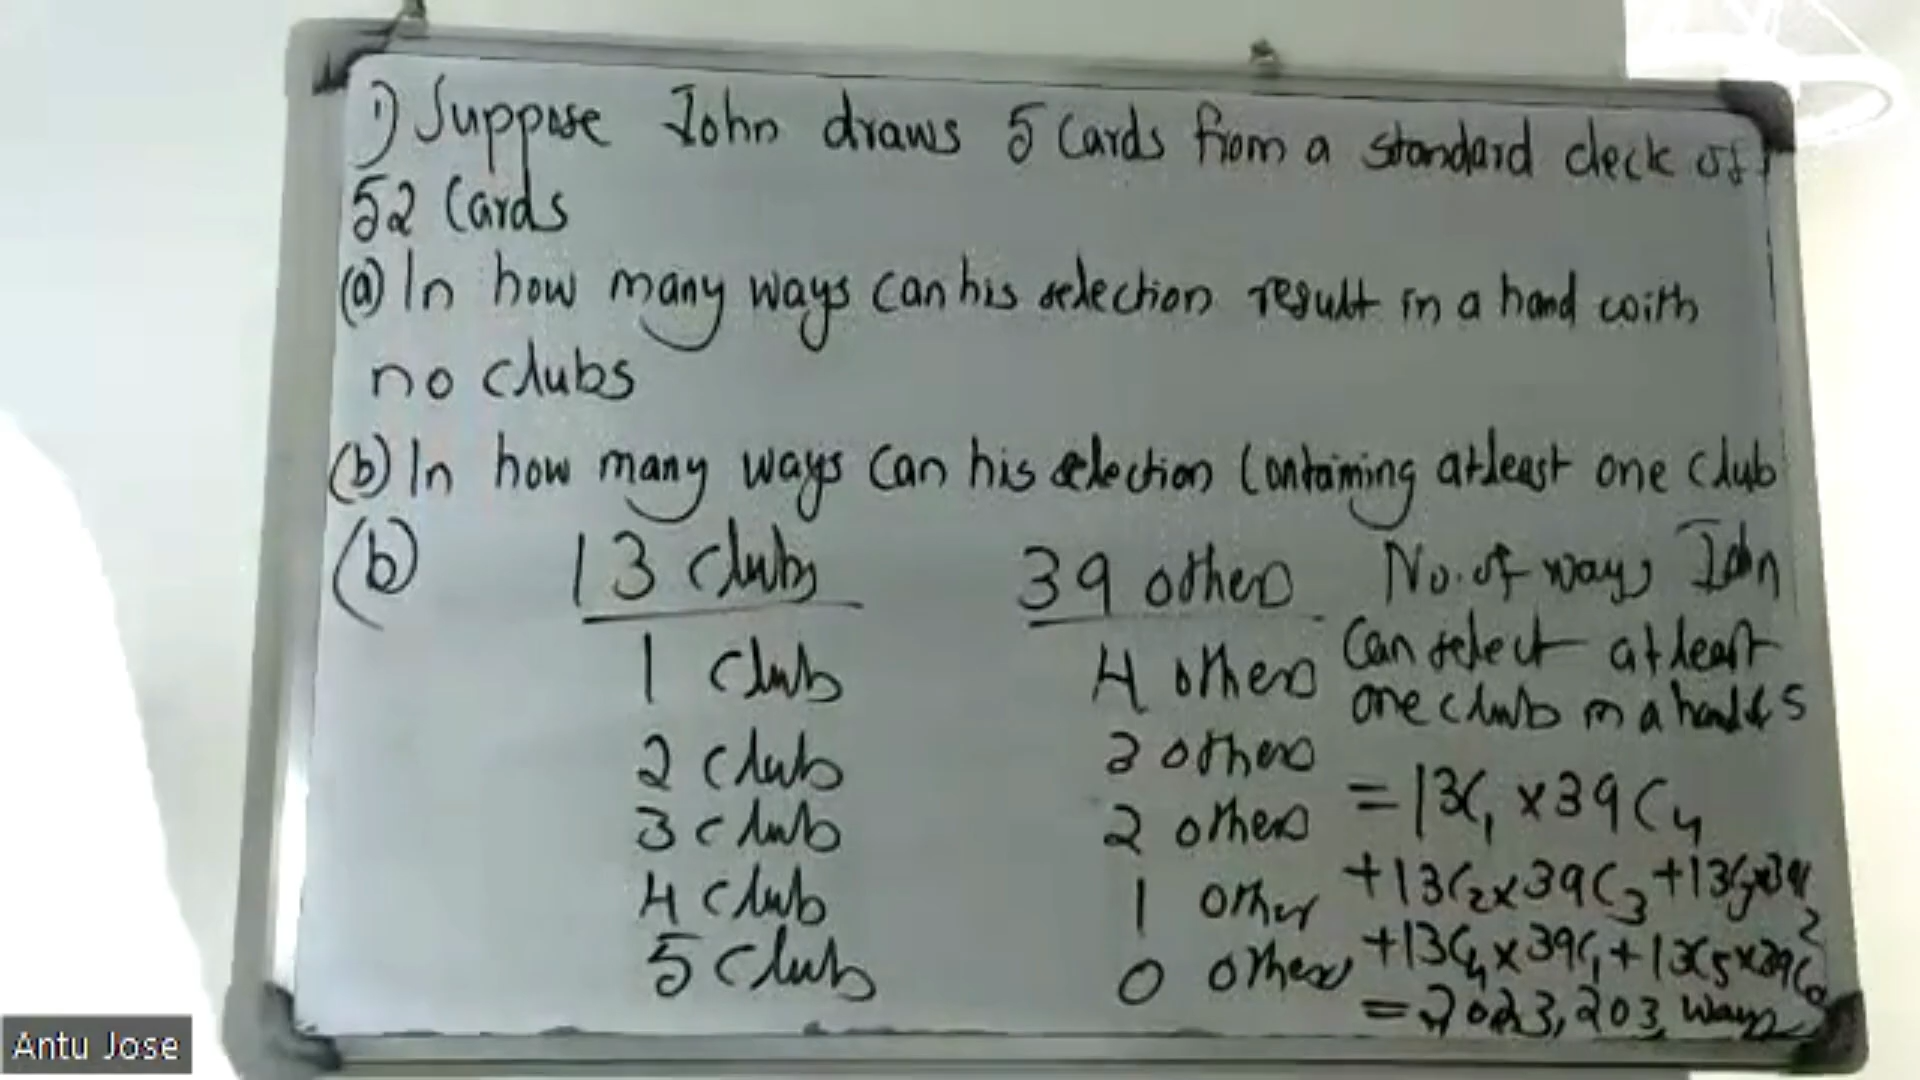 1) Suppose John draws 5 Cards from a standard deck of
52 Cards
(a) In how many ways can his selection result in a hand with
no clubs
(b) In how many ways can his selection containing atleast one club
(b) 13 clubs 39 others No. of ways John
1 club 4 others can select atleast
one club in a hand of 5
2 club 3 others
3 club 2 others = 13C₁ x 39C₄
4 club 1 other +13C₂x39C₃ +13C₃x39C₂
5 club 0 others +13C₄x39C₁+13C₅x39C₀
=2023,203 ways
Antu Jose